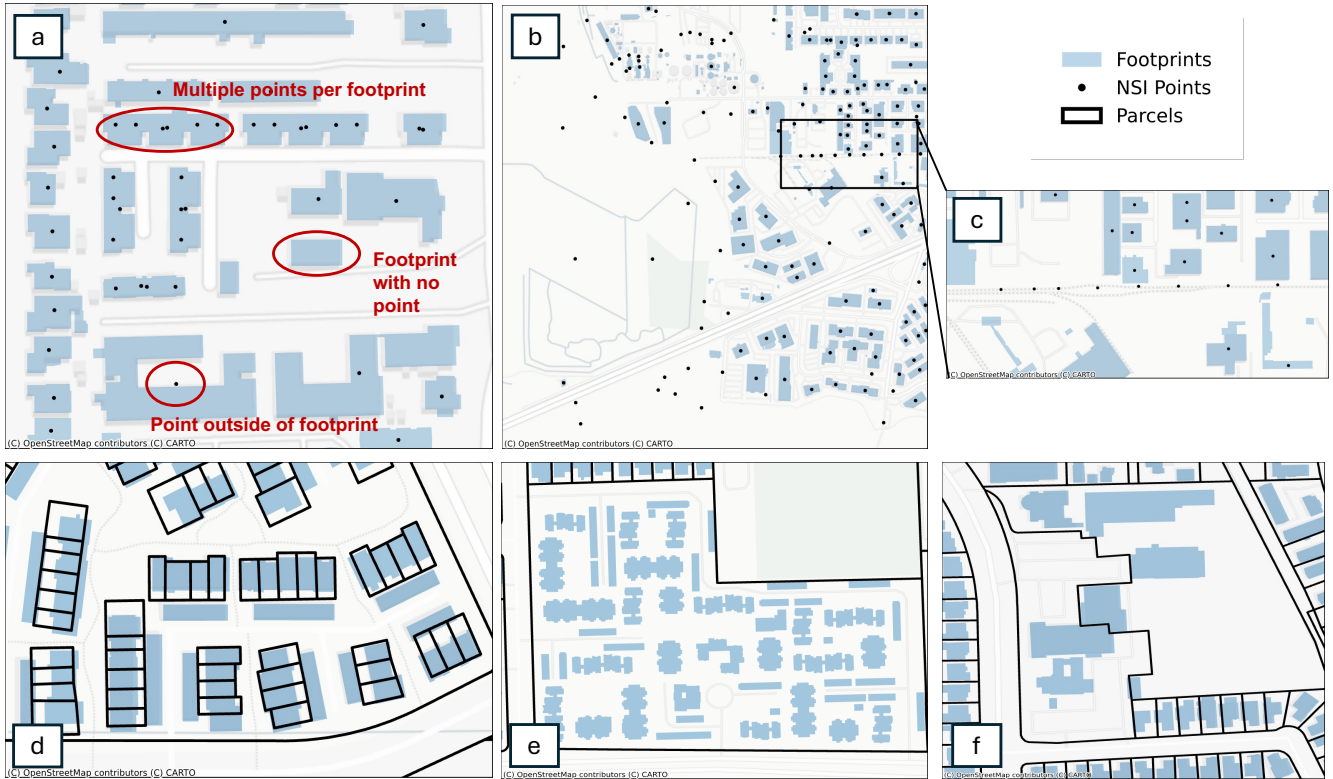 a
Multiple points per footprint
Footprint
with no
point
Point outside of footprint
(C) OpenStreetMap contributors (C) CARTO
b
(C) OpenStreetMap contributors (C) CARTO
Footprints
NSI Points
Parcels
c
(C) OpenStreetMap contributors (C) CARTO
d
(C) OpenStreetMap contributors (C) CARTO
e
(C) OpenStreetMap contributors (C) CARTO
f
(C) OpenStreetMap contributors (C) CARTO